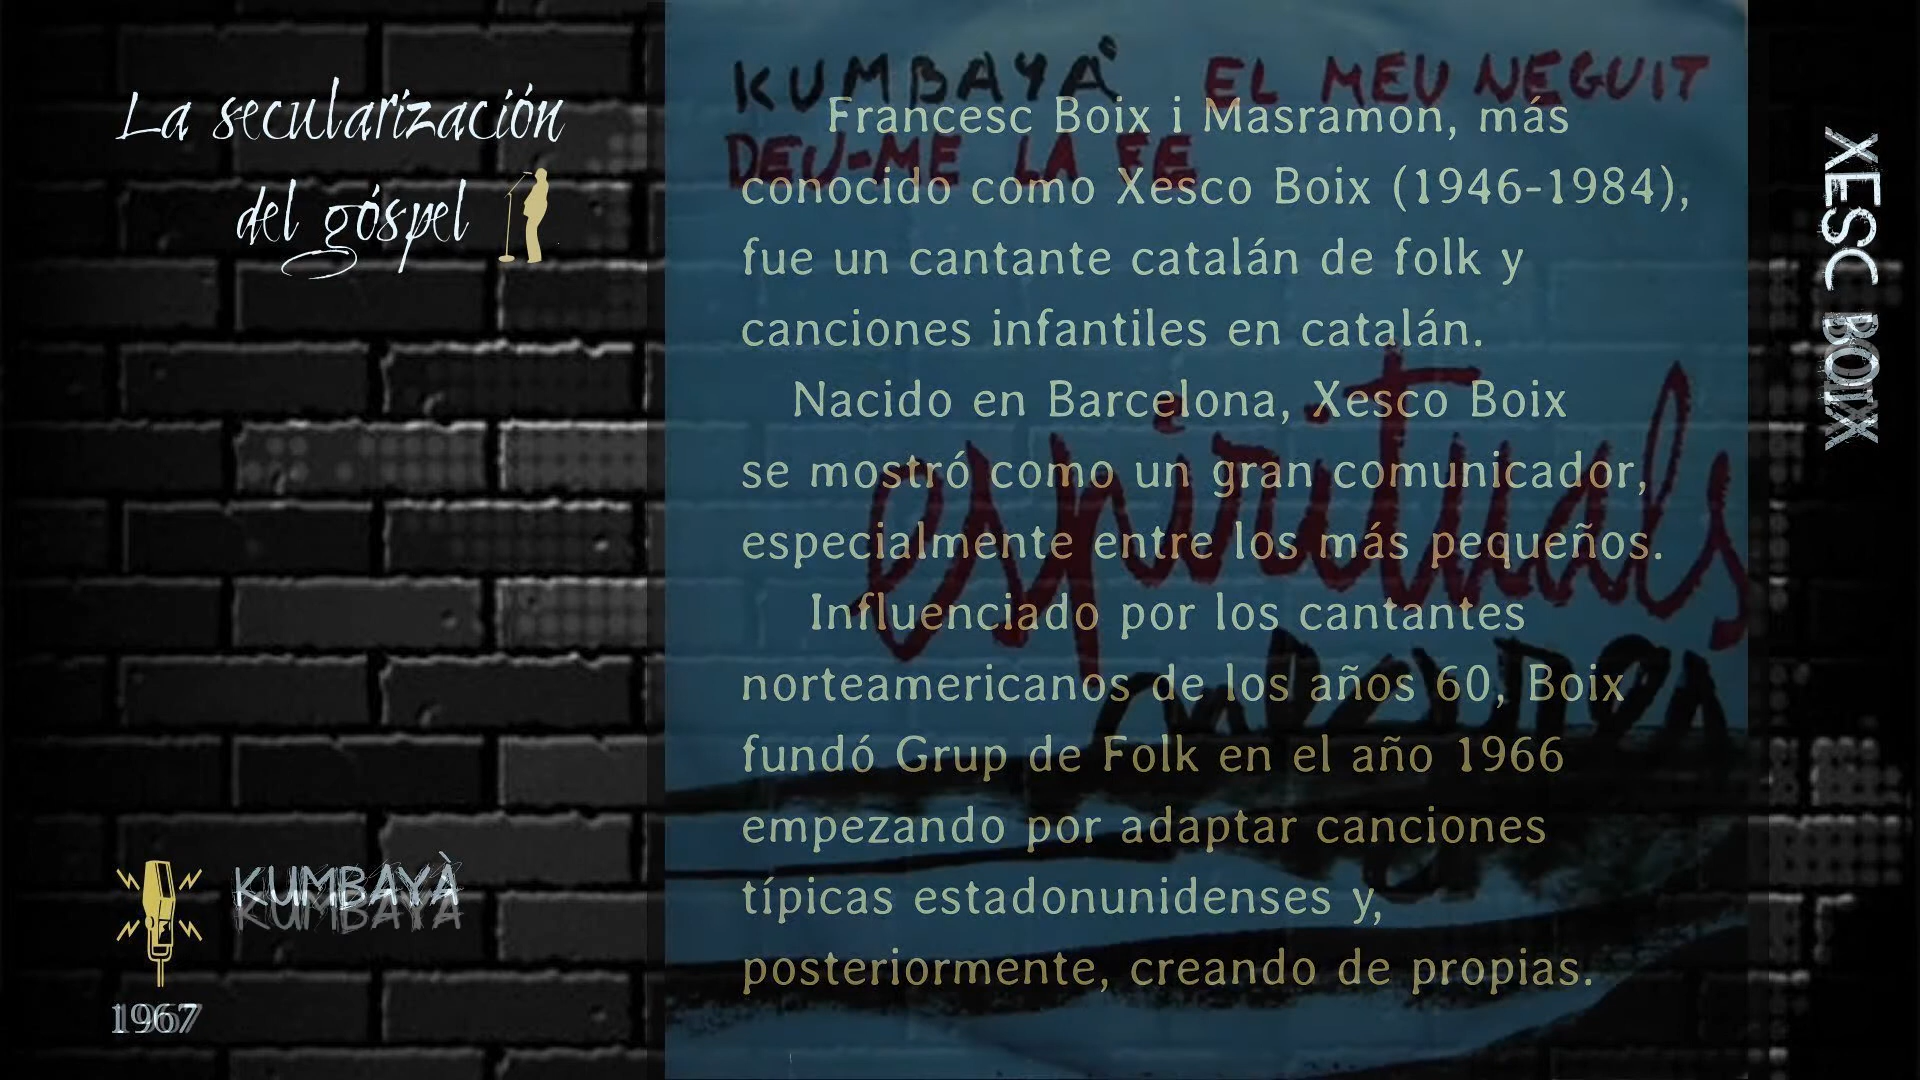 La secularización
del góspel
KUMBAYÀ
1967
KUMBAYÀ EL MEU NEGUIT
DEU-ME LA FE
espirituals
Francesc Boix i Masramon, más
conocido como Xesco Boix (1946-1984),
fue un cantante catalán de folk y
canciones infantiles en catalán.
Nacido en Barcelona, Xesco Boix
se mostró como un gran comunicador,
especialmente entre los más pequeños.
Influenciado por los cantantes
norteamericanos de los años 60, Boix
fundó Grup de Folk en el año 1966
empezando por adaptar canciones
típicas estadonunidenses y,
posteriormente, creando de propias.
XESC BOIX